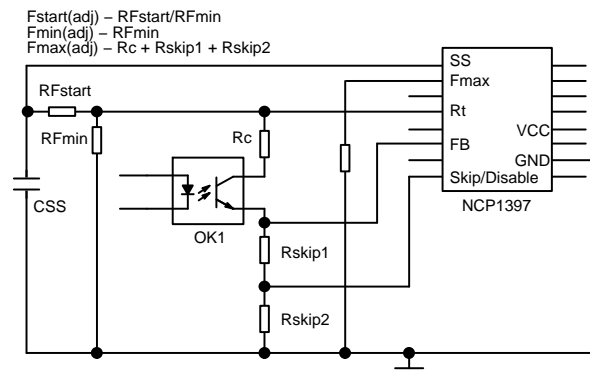 Fstart(adj) – RFstart/RFmin
Fmin(adj) – RFmin
Fmax(adj) – Rc + Rskip1 + Rskip2
SS
Fmax
RFstart
Rt
RFmin
Rc
VCC
FB
GND
Skip/Disable
CSS
NCP1397
OK1
Rskip1
Rskip2